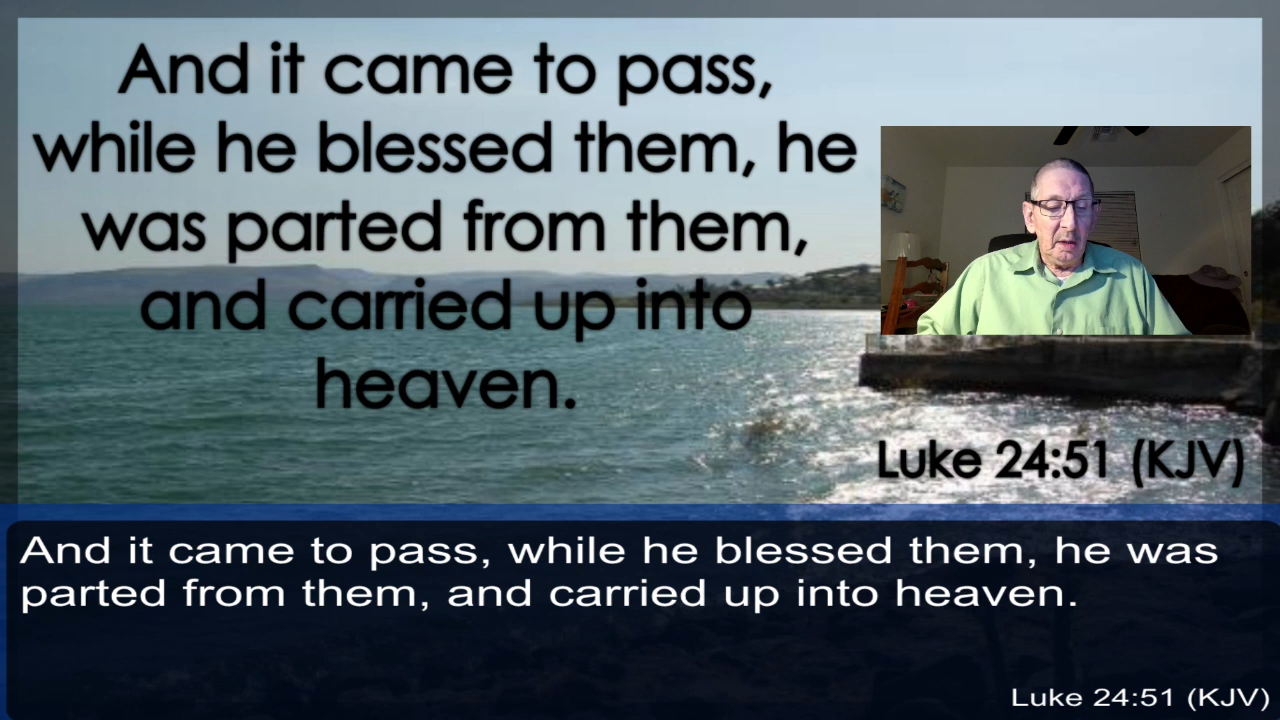 And it came to pass,
while he blessed them, he
was parted from them,
and carried up into
heaven.
Luke 24:51 (KJV)
And it came to pass, while he blessed them, he was
parted from them, and carried up into heaven.
Luke 24:51 (KJV)